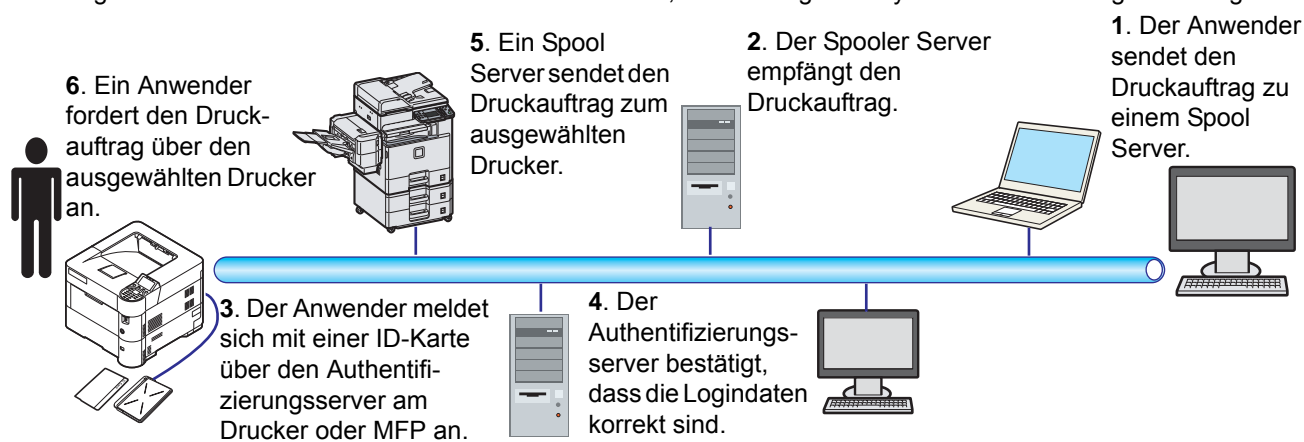 1. Der Anwender
sendet den
Druckauftrag zu
einem Spool
Server.
2. Der Spooler Server
empfängt den
Druckauftrag.
3. Der Anwender meldet
sich mit einer ID-Karte
über den Authentifi-
zierungsserver am
Drucker oder MFP an.
4. Der
Authentifizierungs-
server bestätigt,
dass die Logindaten
korrekt sind.
5. Ein Spool
Server sendet den
Druckauftrag zum
ausgewählten
Drucker.
6. Ein Anwender
fordert den Druck-
auftrag über den
ausgewählten Drucker
an.